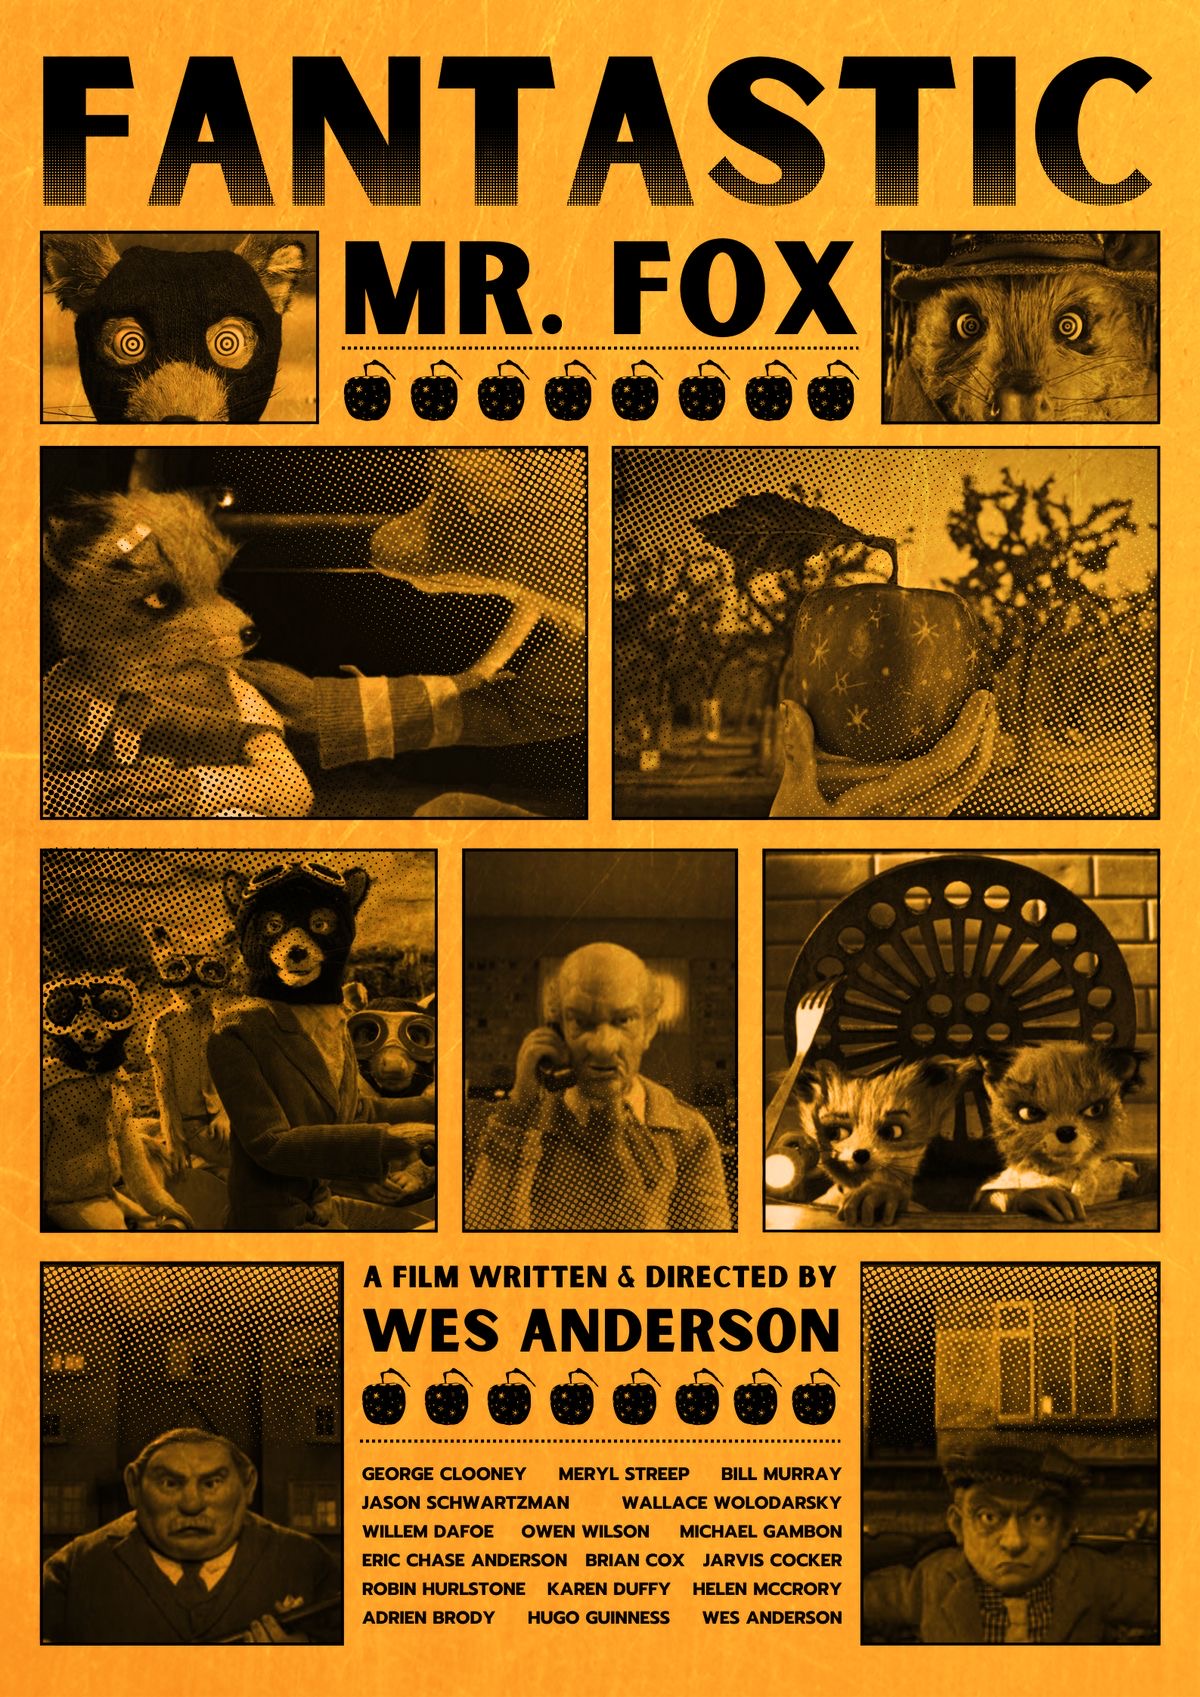 FANTASTIC
MR. FOX
A FILM WRITTEN & DIRECTED BY
WES ANDERSON
GEORGE CLOONEY MERYL STREEP BILL MURRAY
JASON SCHWARTZMAN WALLACE WOLODARSKY
WILLEM DAFOE OWEN WILSON MICHAEL GAMBON
ERIC CHASE ANDERSON BRIAN COX JARVIS COCKER
ROBIN HURLSTONE KAREN DUFFY HELEN MCCRORY
ADRIEN BRODY HUGO GUINNESS WES ANDERSON